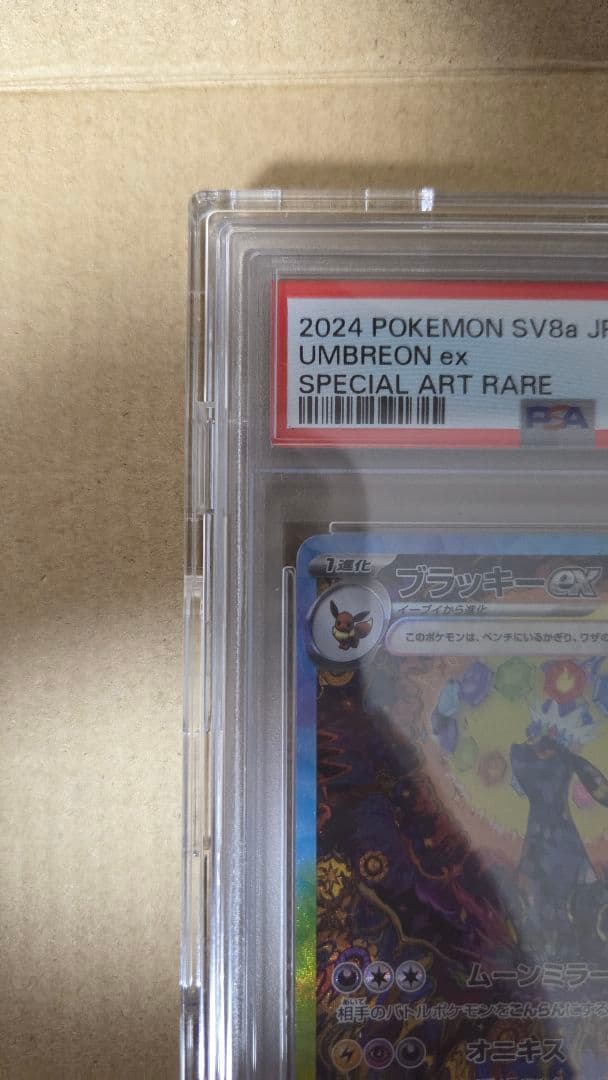 2024 POKEMON SV8a JP
UMBREON ex
SPECIAL ART RARE
PSA
1進化
ブラッキーex
イーブイから進化
このポケモンは、ベンチにいるかぎり、ワザの
ムーンミラー
あいて
相手のバトルポケモンをこんらんにする
オニキス